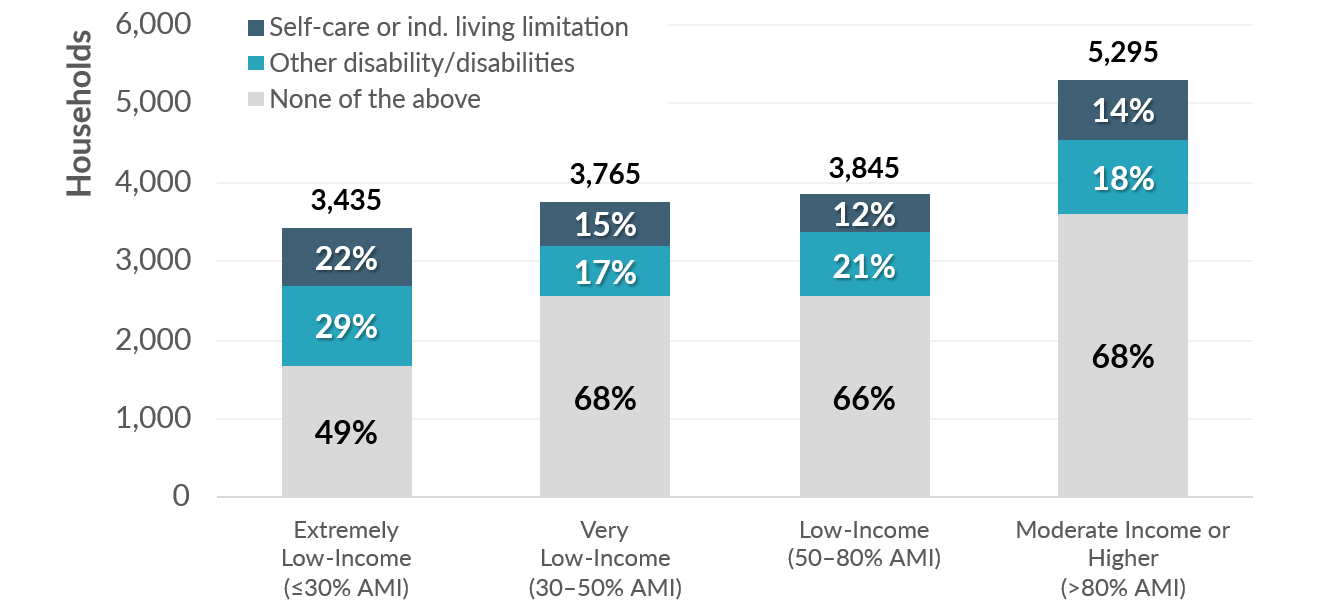 Households
6,000
5,000
4,000
3,000
2,000
1,000
0
Self-care or ind. living limitation
Other disability/disabilities
None of the above
3,435
22%
29%
49%
3,765
15%
17%
68%
3,845
12%
21%
66%
5,295
14%
18%
68%
Extremely
Low-Income
(≤30% AMI)
Very
Low-Income
(30–50% AMI)
Low-Income
(50–80% AMI)
Moderate Income or
Higher
(>80% AMI)